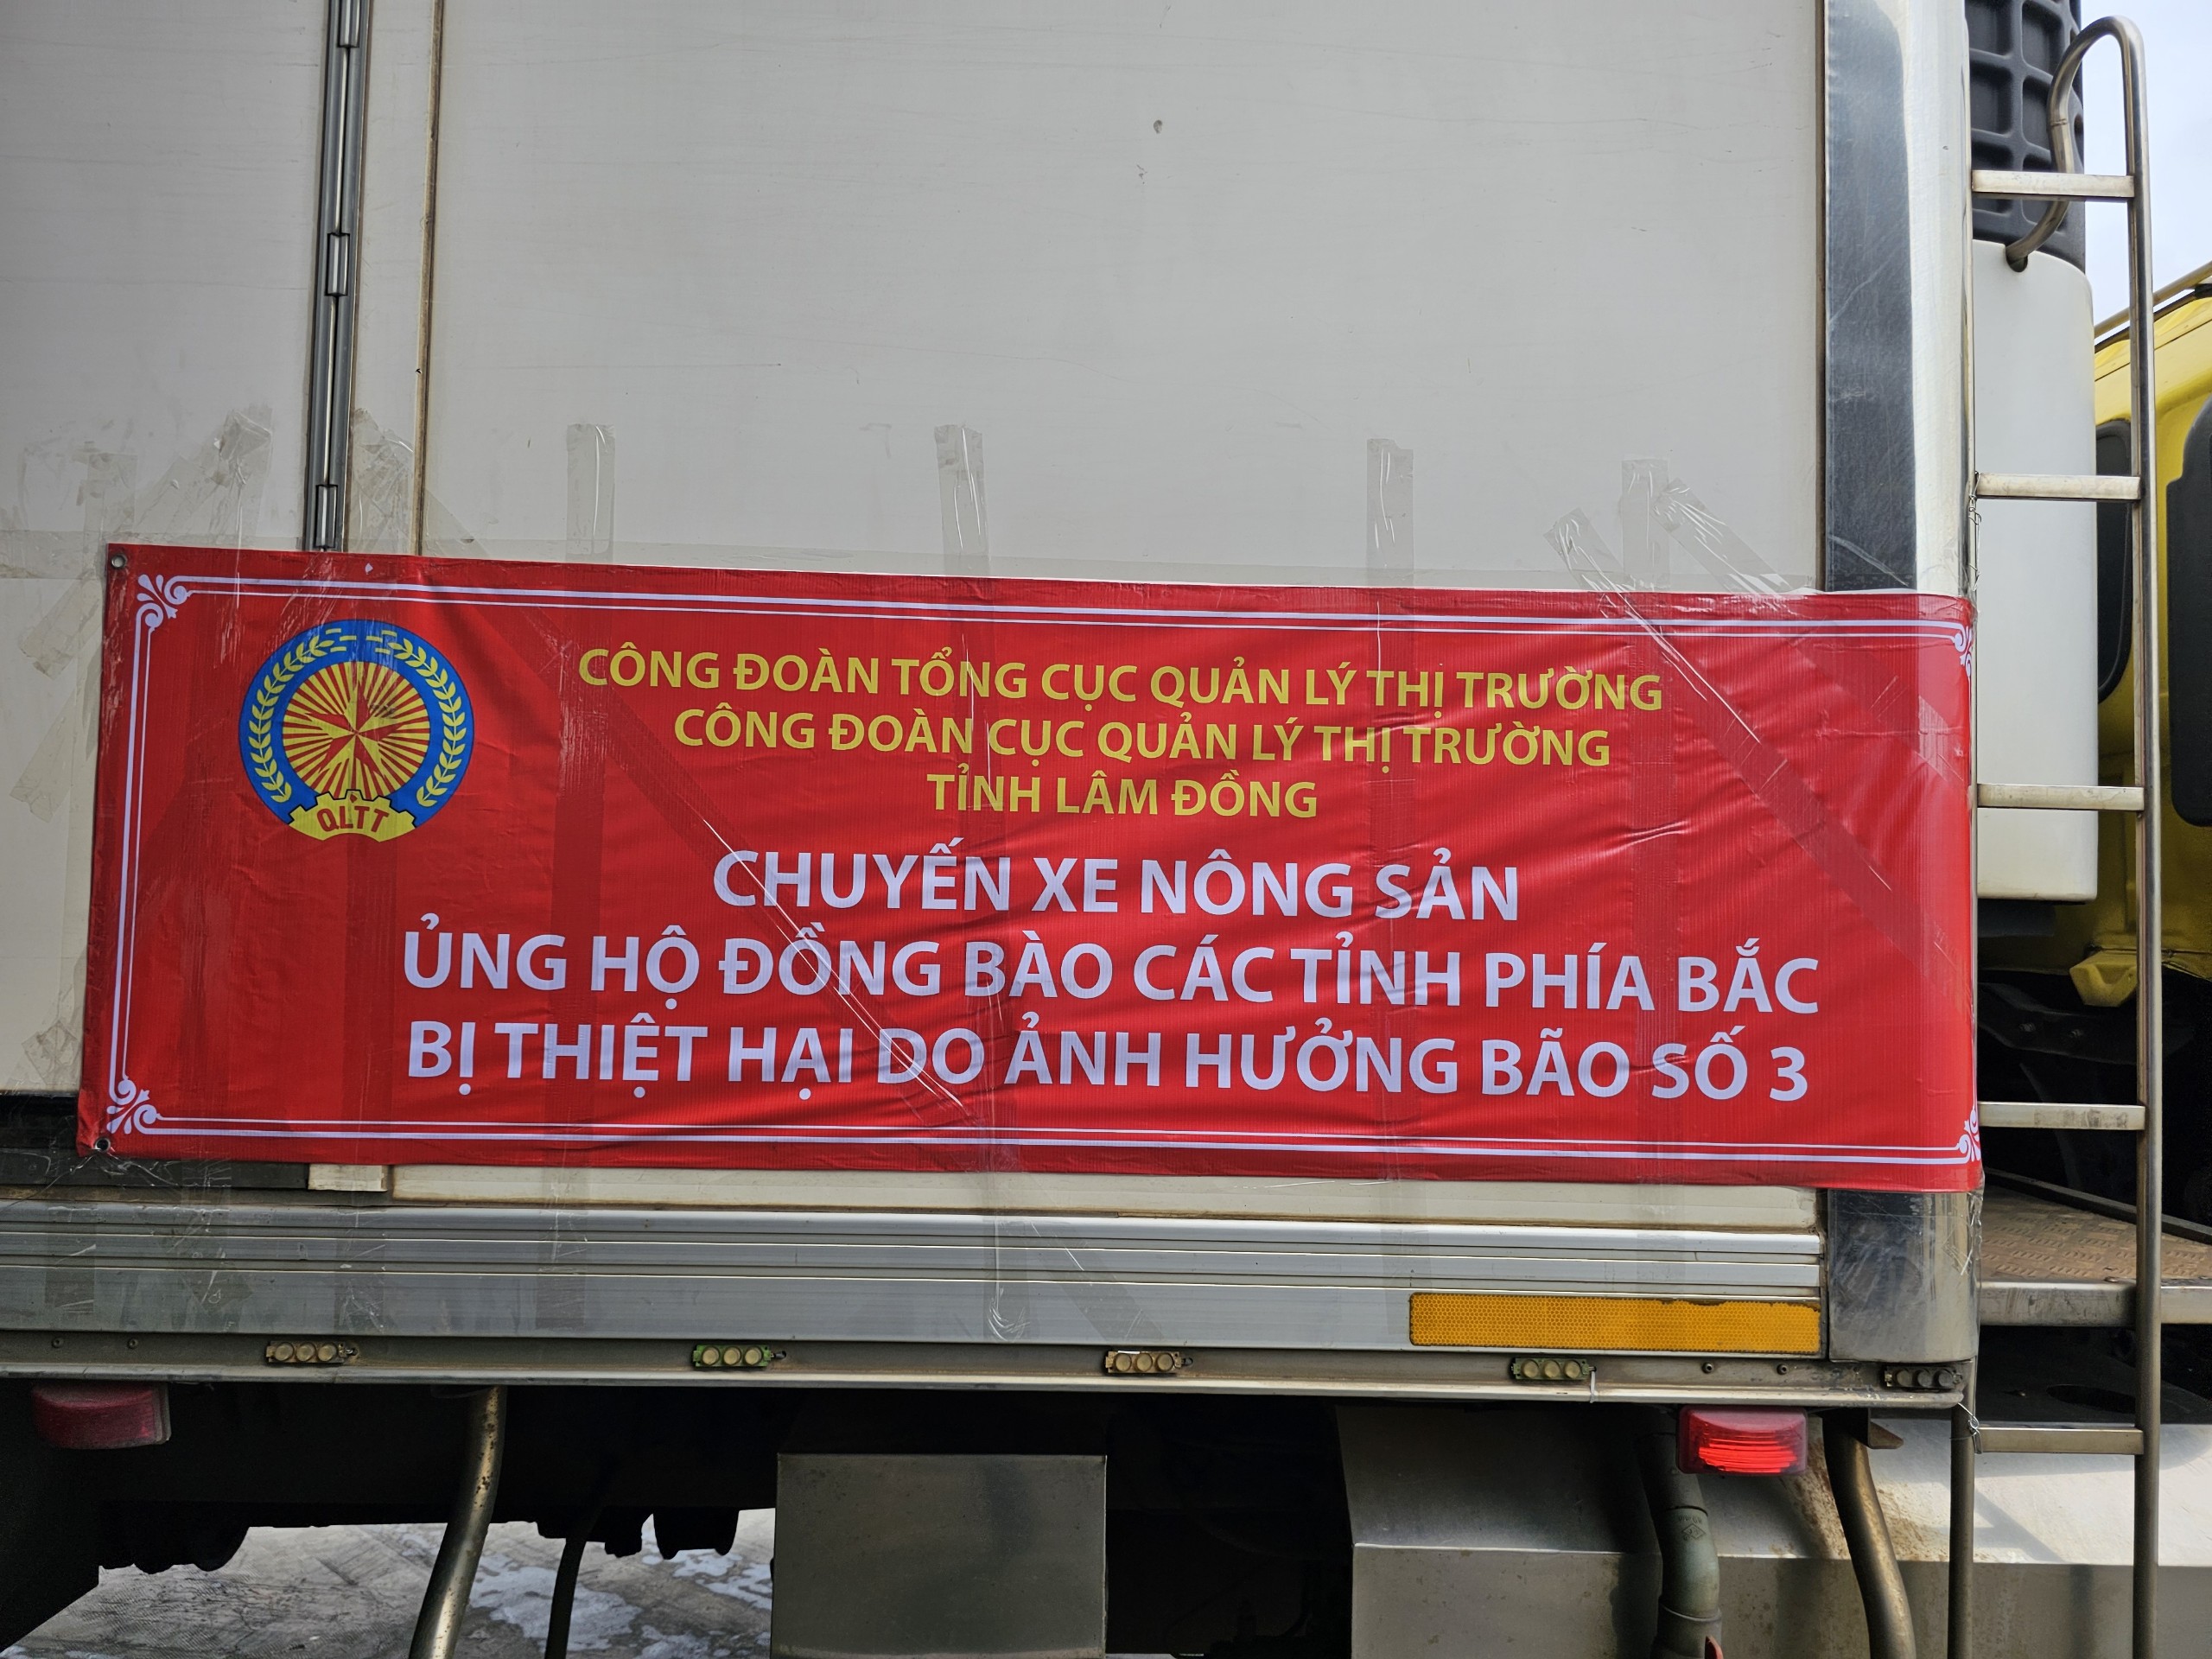 CÔNG ĐOÀN TỔNG CỤC QUẢN LÝ THỊ TRƯỜNG
CÔNG ĐOÀN CỤC QUẢN LÝ THỊ TRƯỜNG
TỈNH LÂM ĐỒNG
QLTT
CHUYẾN XE NÔNG SẢN
ỦNG HỘ ĐỒNG BÀO CÁC TỈNH PHÍA BẮC
BỊ THIỆT HẠI DO ẢNH HƯỞNG BÃO SỐ 3